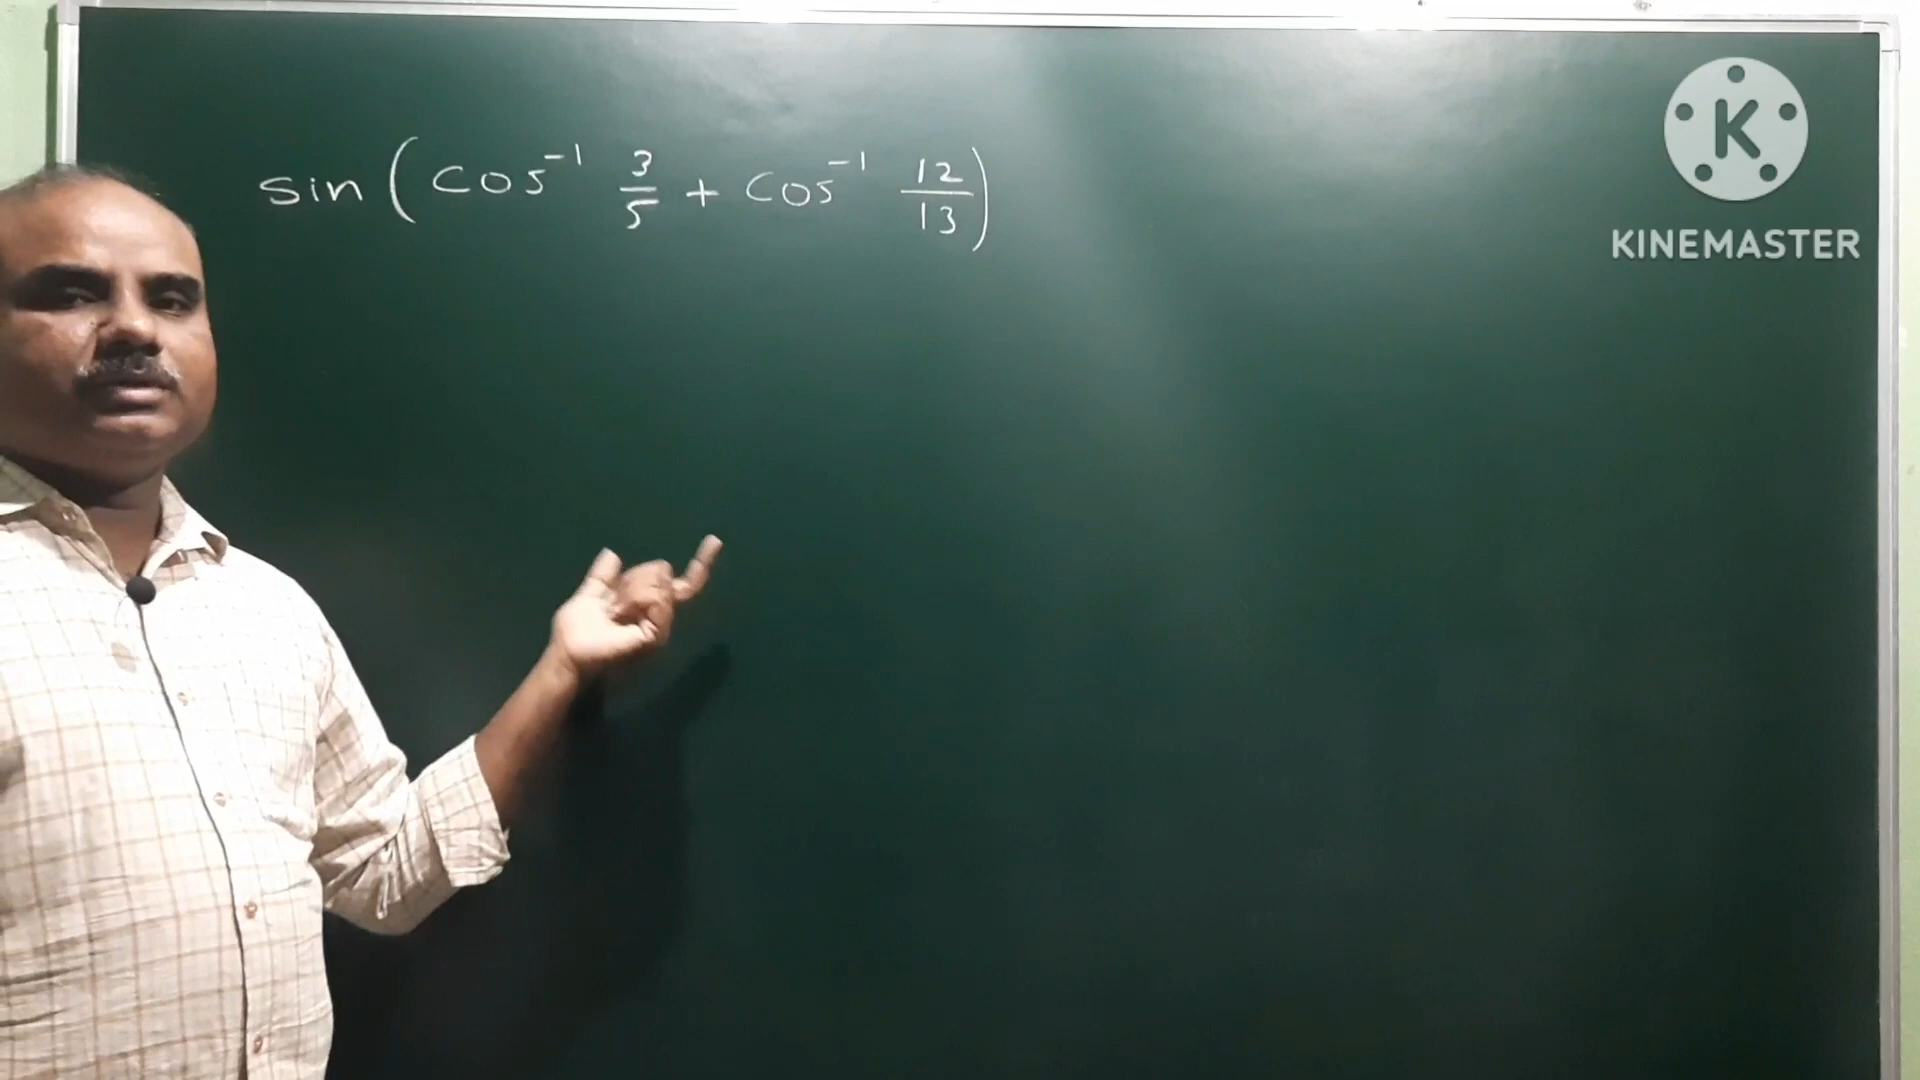 sin ( cos⁻¹ 3/5 + cos⁻¹ 12/13 )
K
KINEMASTER